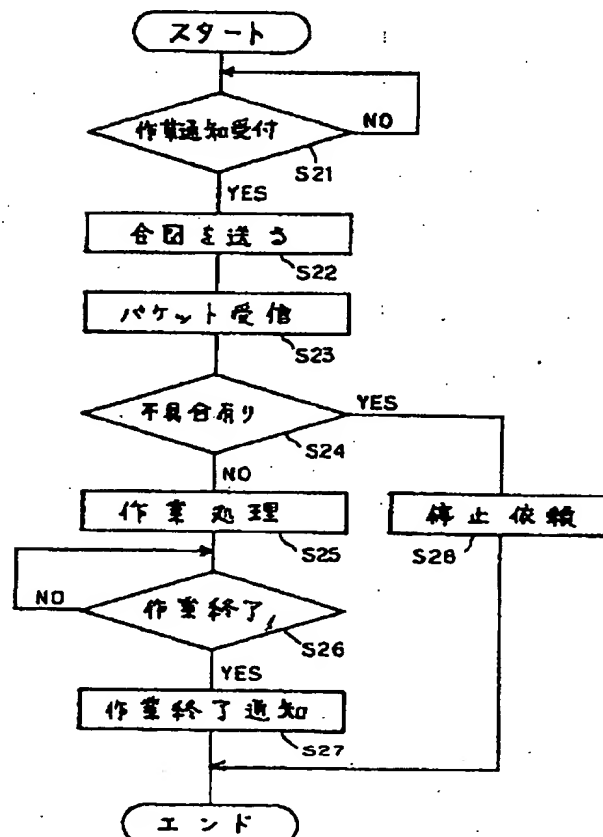 スタート
作業通知受付
NO
S21
YES
合図を送る
S22
パケット受信
S23
不具合有り
YES
S24
NO
作業処理
S25
停止依頼
S28
NO
作業終了
S26
YES
作業終了通知
S27
エンド